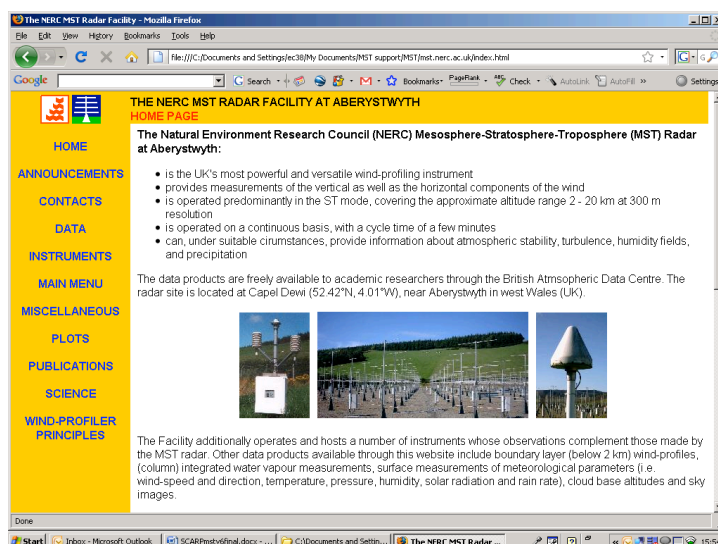 The NERC MST Radar Facility - Mozilla Firefox
File Edit View History Bookmarks Tools Help
file:///C:/Documents and Settings/ec38/My Documents/MST support/MST/mst.nerc.ac.uk/index.html
Google Search Bookmarks PageRank Check AutoLink AutoFill Settings
THE NERC MST RADAR FACILITY AT ABERYSTWYTH
HOME PAGE
HOME
ANNOUNCEMENTS
CONTACTS
DATA
INSTRUMENTS
MAIN MENU
MISCELLANEOUS
PLOTS
PUBLICATIONS
SCIENCE
WIND-PROFILER
PRINCIPLES
The Natural Environment Research Council (NERC) Mesosphere-Stratosphere-Troposphere (MST) Radar
at Aberystwyth:
• is the UK's most powerful and versatile wind-profiling instrument
• provides measurements of the vertical as well as the horizontal components of the wind
• is operated predominantly in the ST mode, covering the approximate altitude range 2 - 20 km at 300 m
resolution
• is operated on a continuous basis, with a cycle time of a few minutes
• can, under suitable cirumstances, provide information about atmospheric stability, turbulence, humidity fields,
and precipitation
The data products are freely available to academic researchers through the British Atmsopheric Data Centre. The
radar site is located at Capel Dewi (52.42°N, 4.01°W), near Aberystwyth in west Wales (UK).
The Facility additionally operates and hosts a number of instruments whose observations complement those made by
the MST radar. Other data products available through this website include boundary layer (below 2 km) wind-profiles,
(column) integrated water vapour measurements, surface measurements of meteorological parameters (i.e.
wind-speed and direction, temperature, pressure, humidity, solar radiation and rain rate), cloud base altitudes and sky
images.
Done
Start Inbox - Microsoft Outlook SCARPmstv6final.docx - ... C:\Documents and Settin... The NERC MST Radar ...